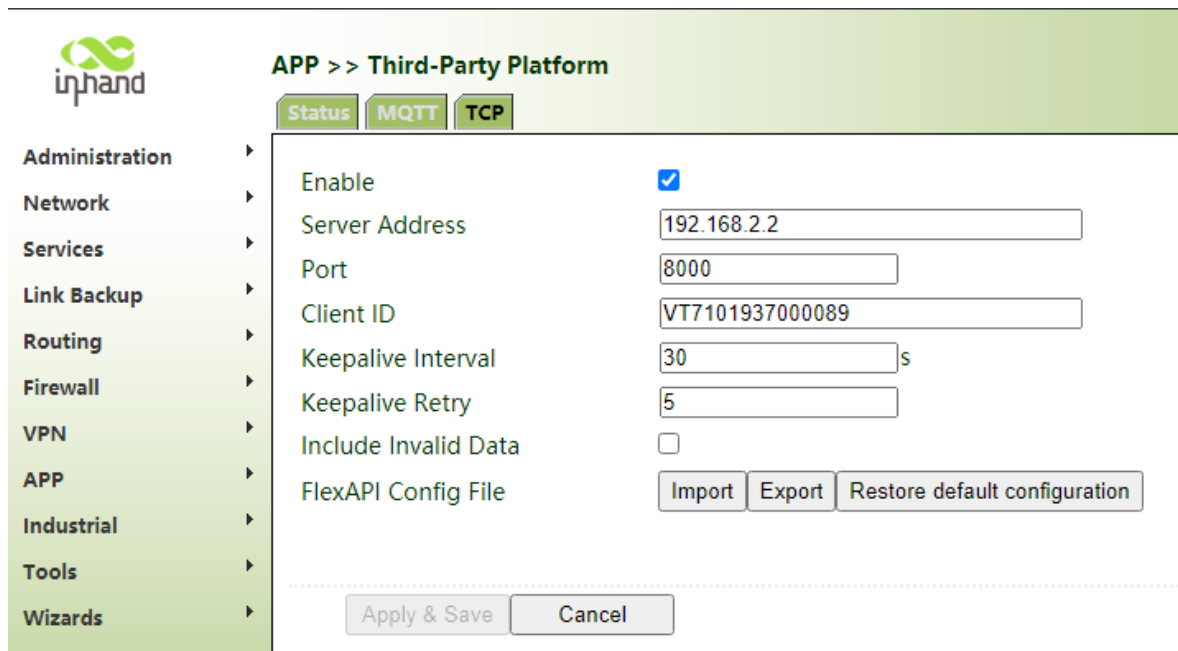 inhand
APP >> Third-Party Platform
Status MQTT TCP
Administration
Network
Services
Link Backup
Routing
Firewall
VPN
APP
Industrial
Tools
Wizards
Enable
Server Address 192.168.2.2
Port 8000
Client ID VT7101937000089
Keepalive Interval 30 s
Keepalive Retry 5
Include Invalid Data
FlexAPI Config File Import Export Restore default configuration
Apply & Save Cancel